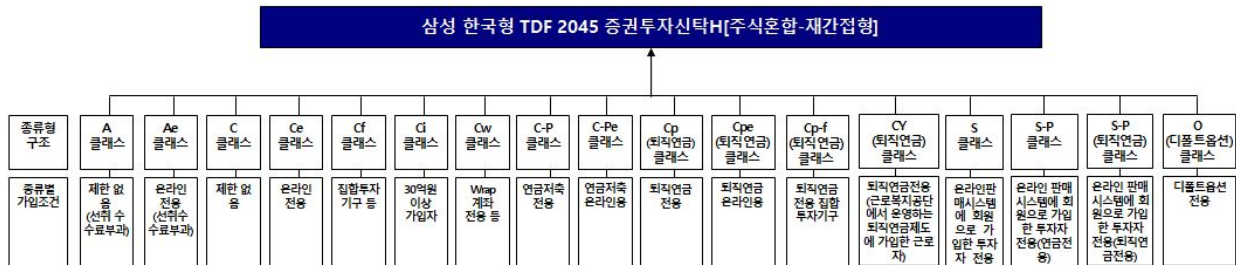 삼성 한국형 TDF 2045 증권투자신탁H[주식혼합-재간접형]
종류형
구조
A
클래스
Ae
클래스
C
클래스
Ce
클래스
Cf
클래스
Ci
클래스
Cw
클래스
C-P
클래스
C-Pe
클래스
Cp
(퇴직연금)
클래스
Cpe
(퇴직연금)
클래스
Cp-f
(퇴직연금)
클래스
CY
(퇴직연금)
클래스
S
클래스
S-P
클래스
S-P
(퇴직연금)
클래스
O
(디폴트옵션)
클래스
종류별
가입조건
제한 없
음
(선취 수
수료부과)
온라인
전용
(선취수
수료부과)
제한 없
음
온라인
전용
집합투자
기구 등
30억원
이상
가입자
Wrap
계좌
전용 등
연금저축
전용
연금저축
온라인용
퇴직연금
전용
퇴직연금
온라인용
퇴직연금
전용 집합
투자기구
퇴직연금전용
(근로복지공단
에서 운영하는
퇴직연금제도
에 가입한 근로
자)
온라인판
매시스템
에 회원
으로 가
입한 투자
자 전용
온라인 판매
시스템에 회
원으로 가입
한 투자자
전용(연금전
용)
온라인 판매
시스템에 회
원으로 가입
한 투자자
전용(퇴직연
금전용)
디폴트옵션
전용